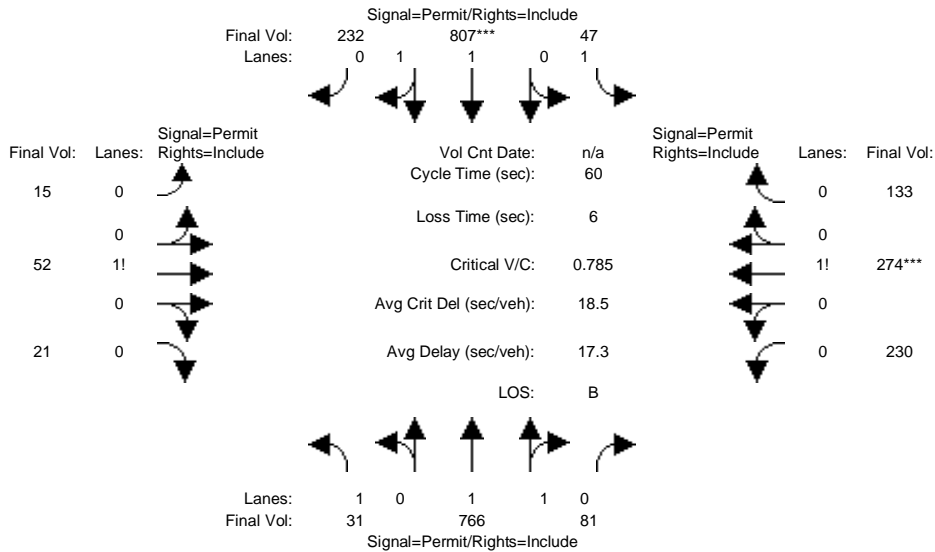 Signal=Permit/Rights=Include
Final Vol: 232 807*** 47
Lanes: 0 1 1 0 1
Signal=Permit
Final Vol: Lanes: Rights=Include
Vol Cnt Date: n/a
Signal=Permit
Rights=Include Lanes: Final Vol:
Cycle Time (sec): 60
15 0
0 133
Loss Time (sec): 6
0
0
52 1!
Critical V/C: 0.785
1! 274***
0
Avg Crit Del (sec/veh): 18.5
0
21 0
Avg Delay (sec/veh): 17.3
0 230
LOS: B
Lanes: 1 0 1 1 0
Final Vol: 31 766 81
Signal=Permit/Rights=Include